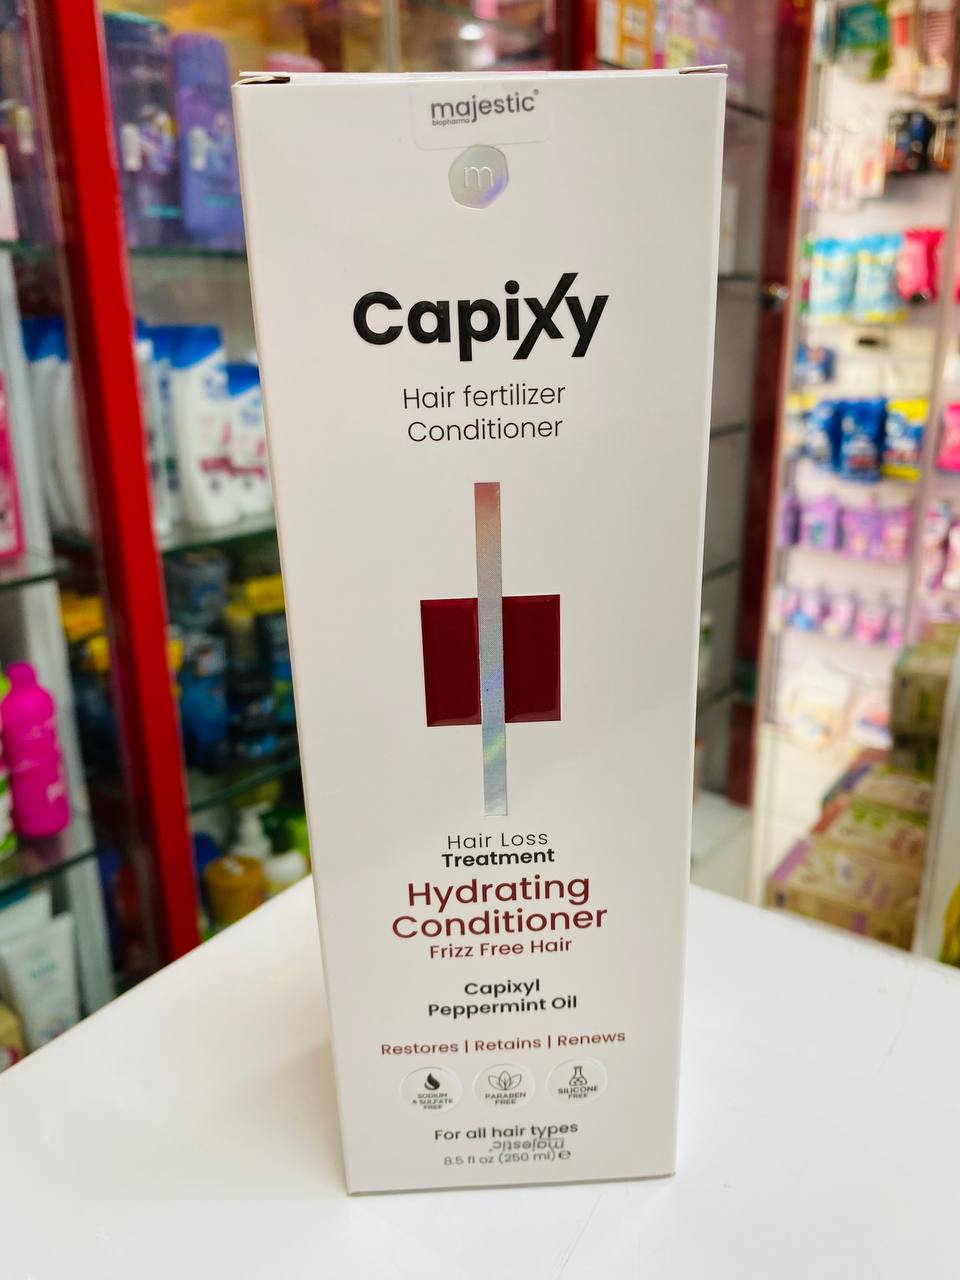 majestic®
biopharma
m
Capixy
Hair fertilizer
Conditioner
Hair Loss
Treatment
Hydrating
Conditioner
Frizz Free Hair
Capixyl
Peppermint Oil
Restores | Retains | Renews
SODIUM
& SULFATE
FREE
PARABEN
FREE
SILICONE
FREE
For all hair types
majestic®
8.5 fl oz (250 ml) ℮